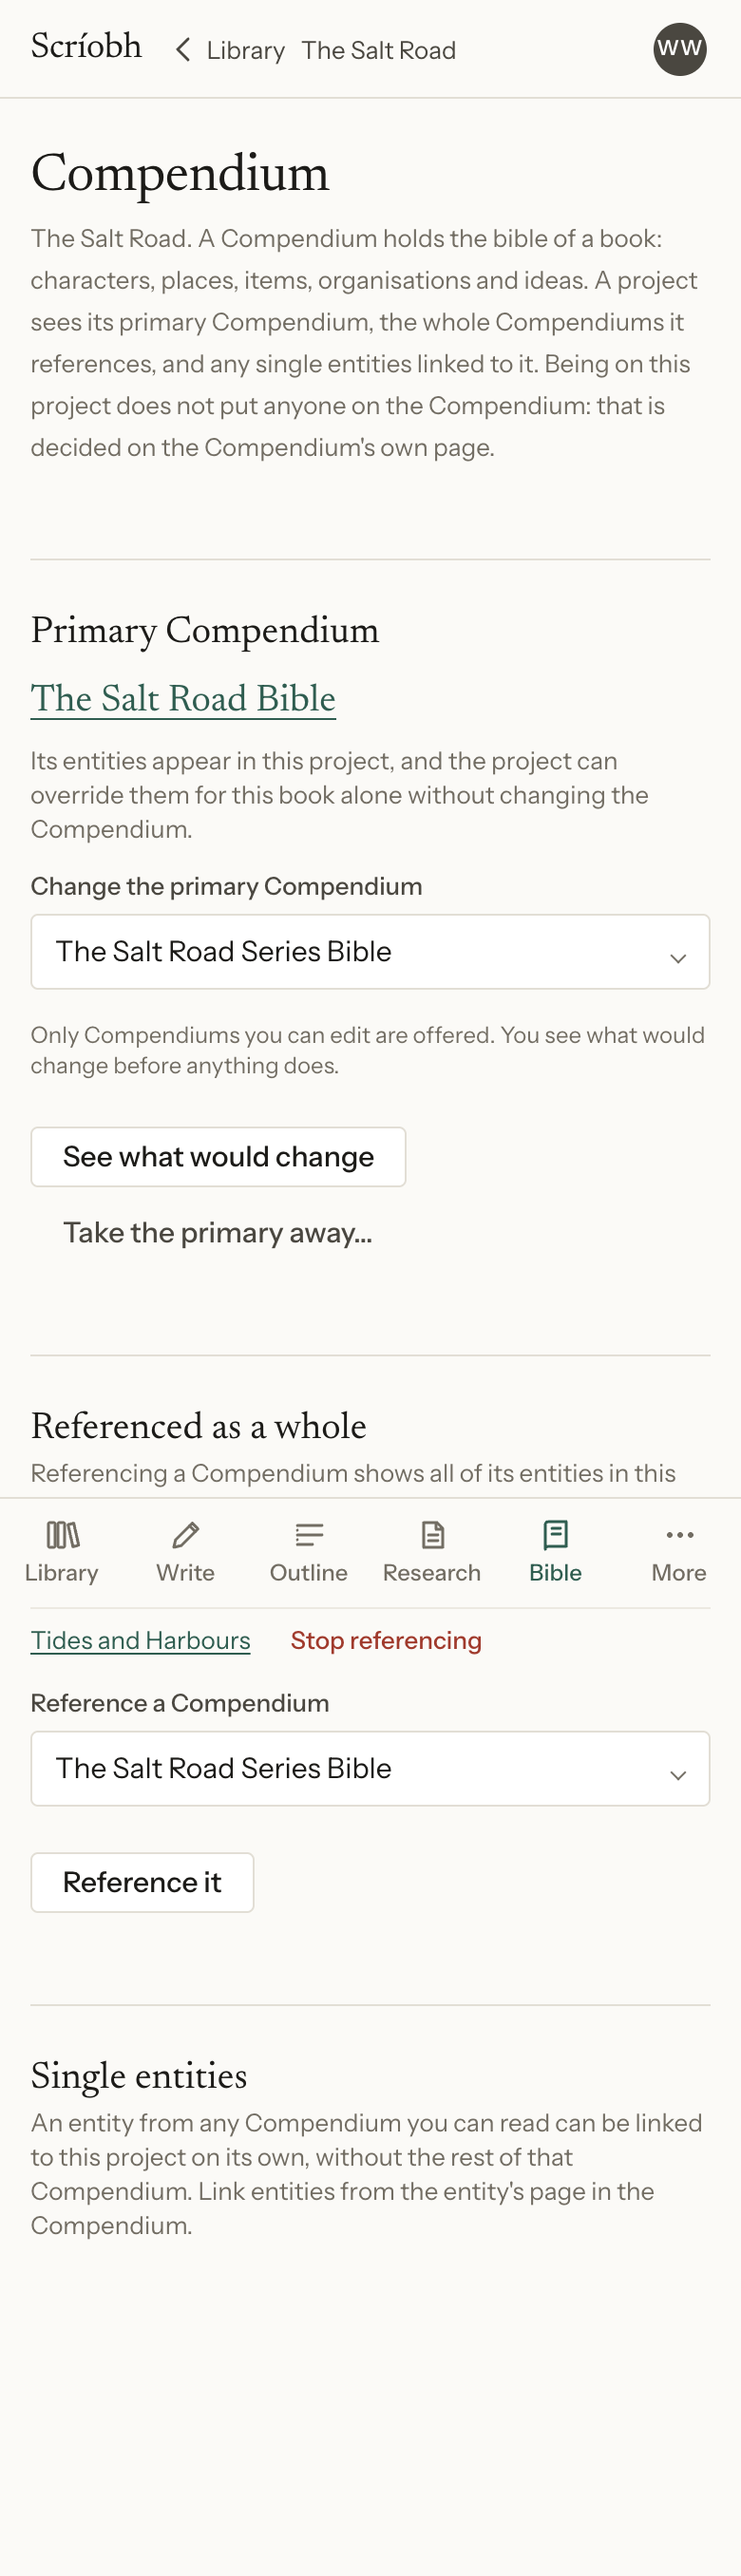 Scríobh
Library The Salt Road
WW
Compendium
The Salt Road. A Compendium holds the bible of a book:
characters, places, items, organisations and ideas. A project
sees its primary Compendium, the whole Compendiums it
references, and any single entities linked to it. Being on this
project does not put anyone on the Compendium: that is
decided on the Compendium's own page.
Primary Compendium
The Salt Road Bible
Its entities appear in this project, and the project can
override them for this book alone without changing the
Compendium.
Change the primary Compendium
The Salt Road Series Bible
Only Compendiums you can edit are offered. You see what would
change before anything does.
See what would change
Take the primary away...
Referenced as a whole
Referencing a Compendium shows all of its entities in this
Library Write Outline Research Bible More
Tides and Harbours Stop referencing
Reference a Compendium
The Salt Road Series Bible
Reference it
Single entities
An entity from any Compendium you can read can be linked
to this project on its own, without the rest of that
Compendium. Link entities from the entity's page in the
Compendium.